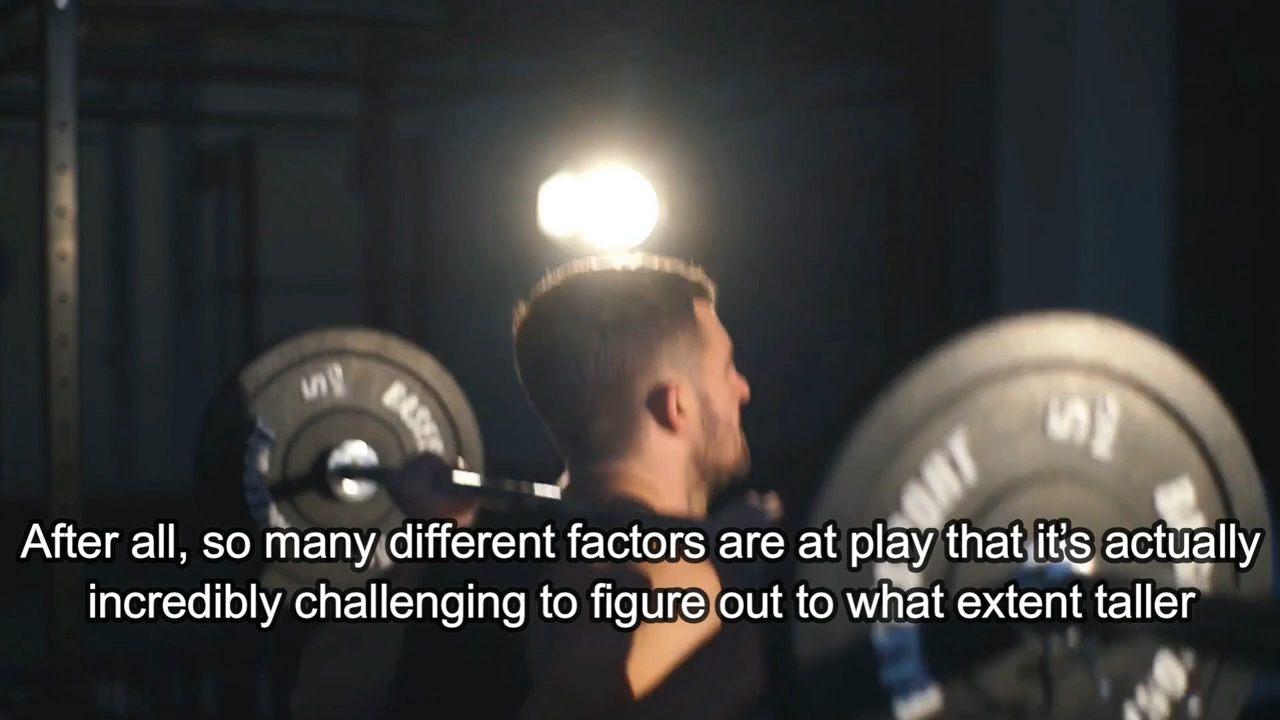 After all, so many different factors are at play that it's actually
incredibly challenging to figure out to what extent taller